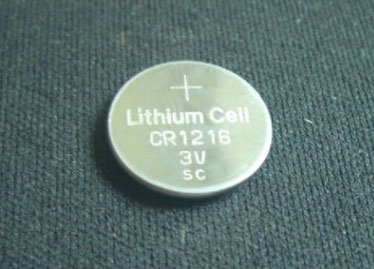 +
Lithium Cell
CR1216
3V
SC